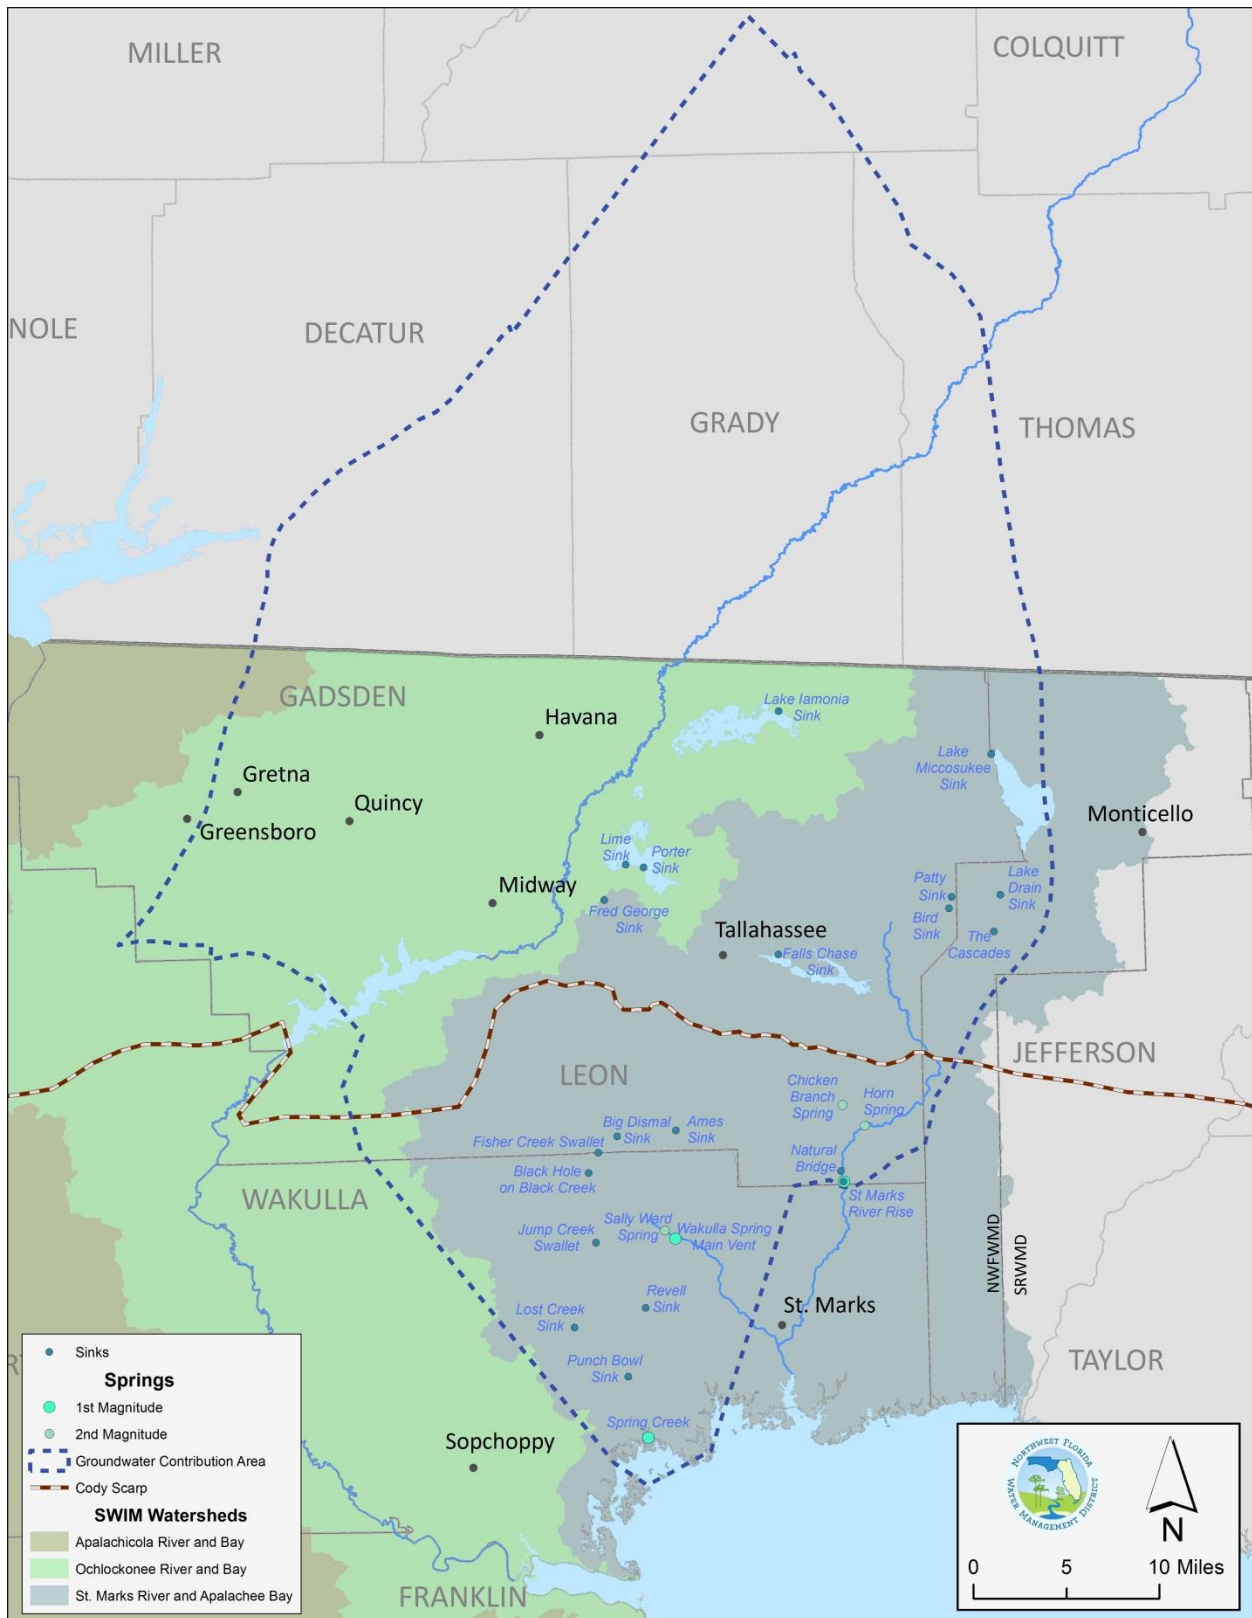 MILLER
COLQUITT
NOLE
DECATUR
GRADY
THOMAS
GADSDEN
Havana
Lake Iamonia
Sink
Gretna
Lake
Miccosukee
Sink
Greensboro
Quincy
Monticello
Lime
Sink
Porter
Sink
Midway
Fred George
Sink
Patty
Sink
Lake
Drain
Sink
Bird
Sink
The
Cascades
Tallahassee
Falls Chase
Sink
JEFFERSON
LEON
Chicken
Branch
Spring
Horn
Spring
Big Dismal
Sink
Ames
Sink
Fisher Creek Swallet
Natural
Bridge
Black Hole
on Black Creek
WAKULLA
St Marks
River Rise
Sally Ward
Spring
Wakulla Spring
Main Vent
Jump Creek
Swallet
NWFWMD
SRWMD
Revell
Sink
St. Marks
Lost Creek
Sink
TAYLOR
Punch Bowl
Sink
Spring Creek
Sopchoppy
FRANKLIN
Sinks
Springs
1st Magnitude
2nd Magnitude
Groundwater Contribution Area
Cody Scarp
SWIM Watersheds
Apalachicola River and Bay
Ochlockonee River and Bay
St. Marks River and Apalachee Bay
NORTHWEST FLORIDA
WATER MANAGEMENT DISTRICT
N
0 5 10 Miles